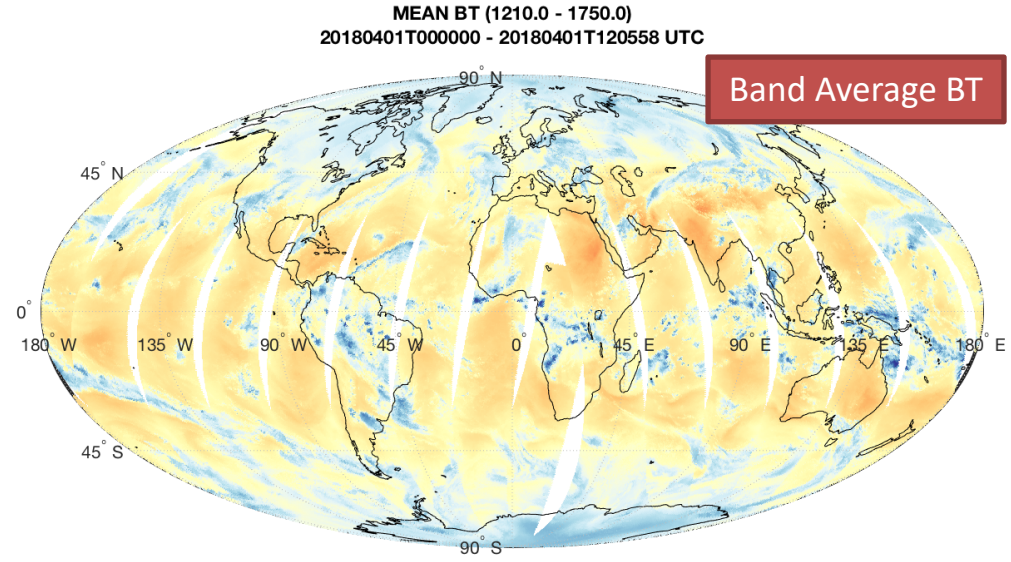 MEAN BT (1210.0 - 1750.0)
20180401T000000 - 20180401T120558 UTC
Band Average BT
90° N
45° N
0°
180° W 135° W 90° W 45° W 0° 45° E 90° E 135° E 180° E
45° S
90° S